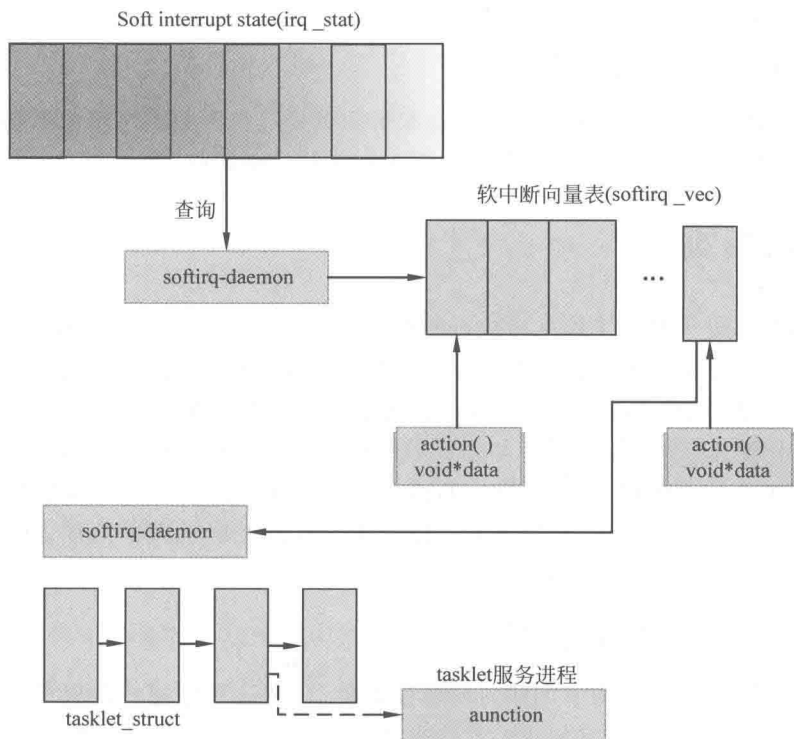 Soft interrupt state(irq _stat)
查询
软中断向量表(softirq _vec)
softirq-daemon
...
action( )
void*data
action( )
void*data
softirq-daemon
tasklet服务进程
tasklet_struct
aunction